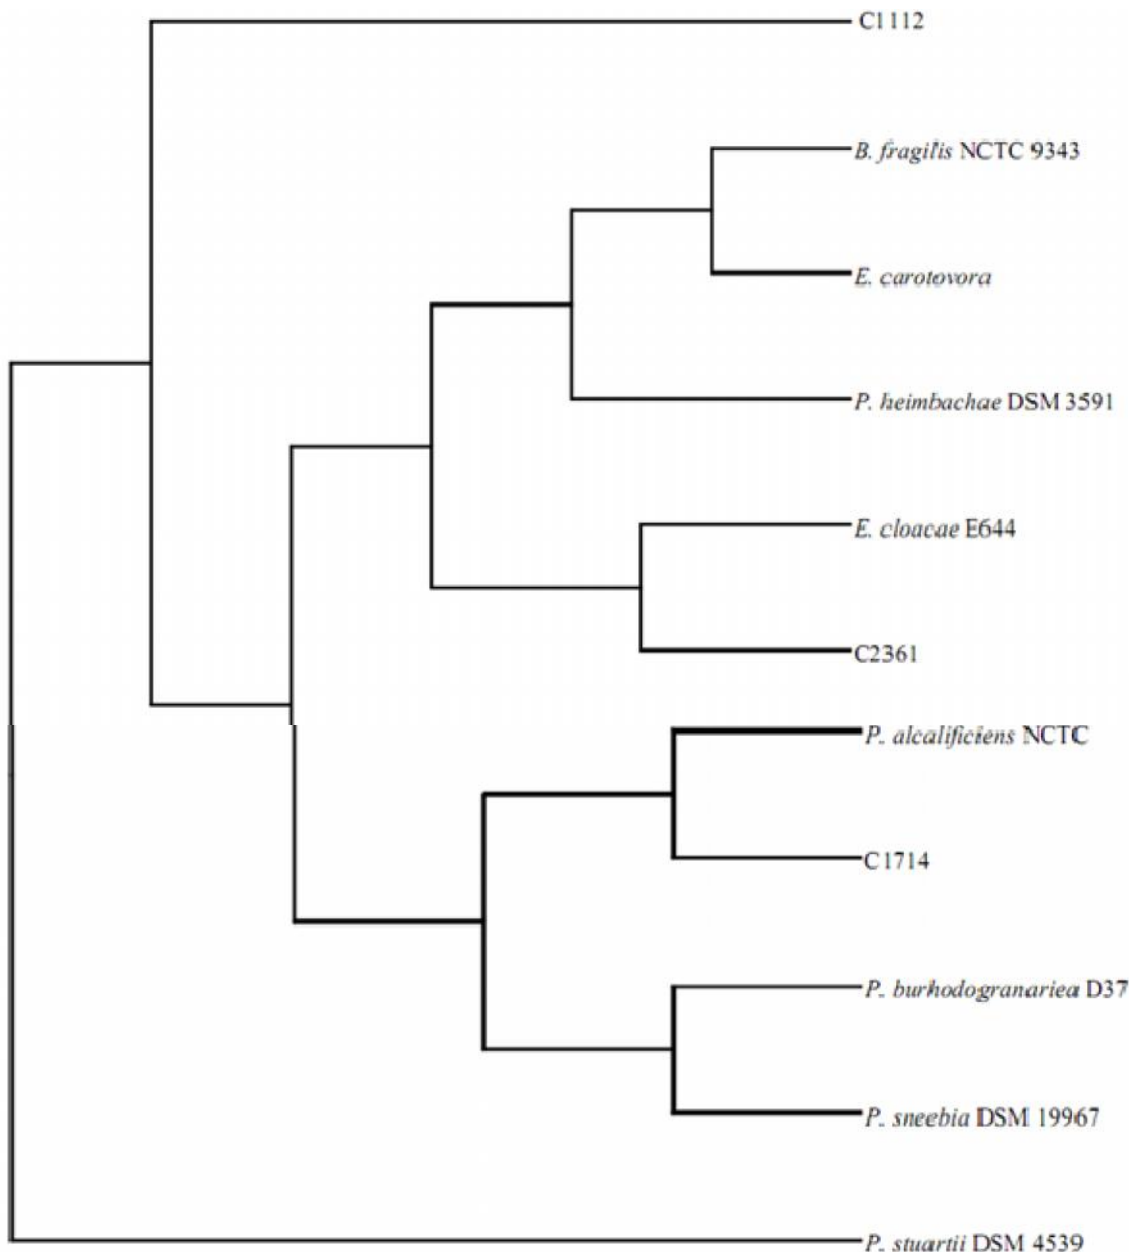 C1112
B. fragilis NCTC 9343
E. carotovora
P. heimbachae DSM 3591
E. cloacae E644
C2361
P. alcalificiens NCTC
C1714
P. burhodogranariea D37
P. sneebia DSM 19967
P. stuartii DSM 4539